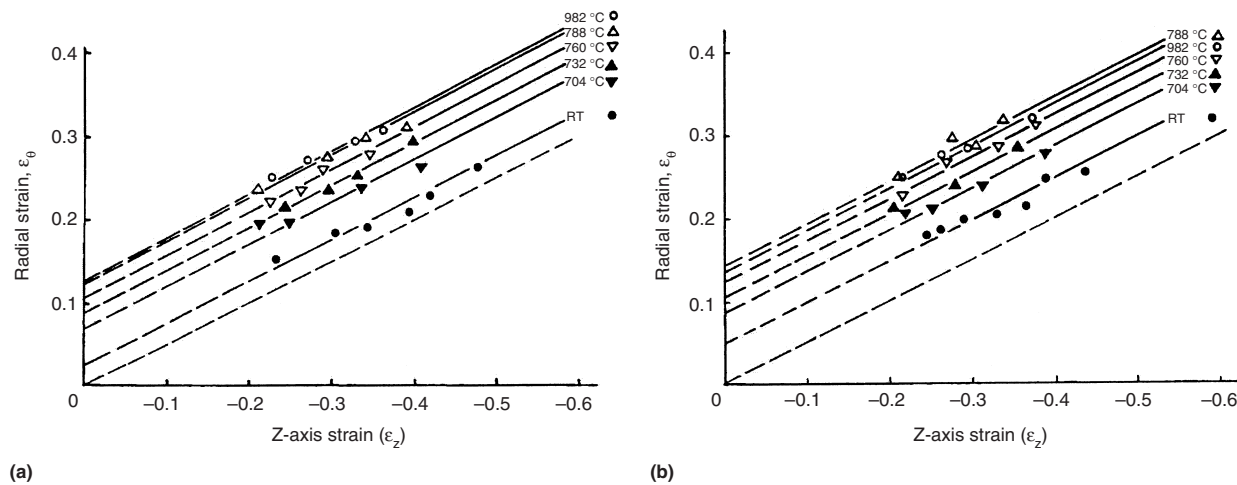 982 °C
788 °C
760 °C
732 °C
704 °C
RT
0.4
0.3
0.2
0.1
0
–0.1
–0.2
–0.3
–0.4
–0.5
–0.6
Radial strain, εθ
Z-axis strain (εz)
(a)
788 °C
982 °C
760 °C
732 °C
704 °C
RT
0.4
0.3
0.2
0.1
0
–0.1
–0.2
–0.3
–0.4
–0.5
–0.6
Radial strain, εθ
Z-axis strain (εz)
(b)